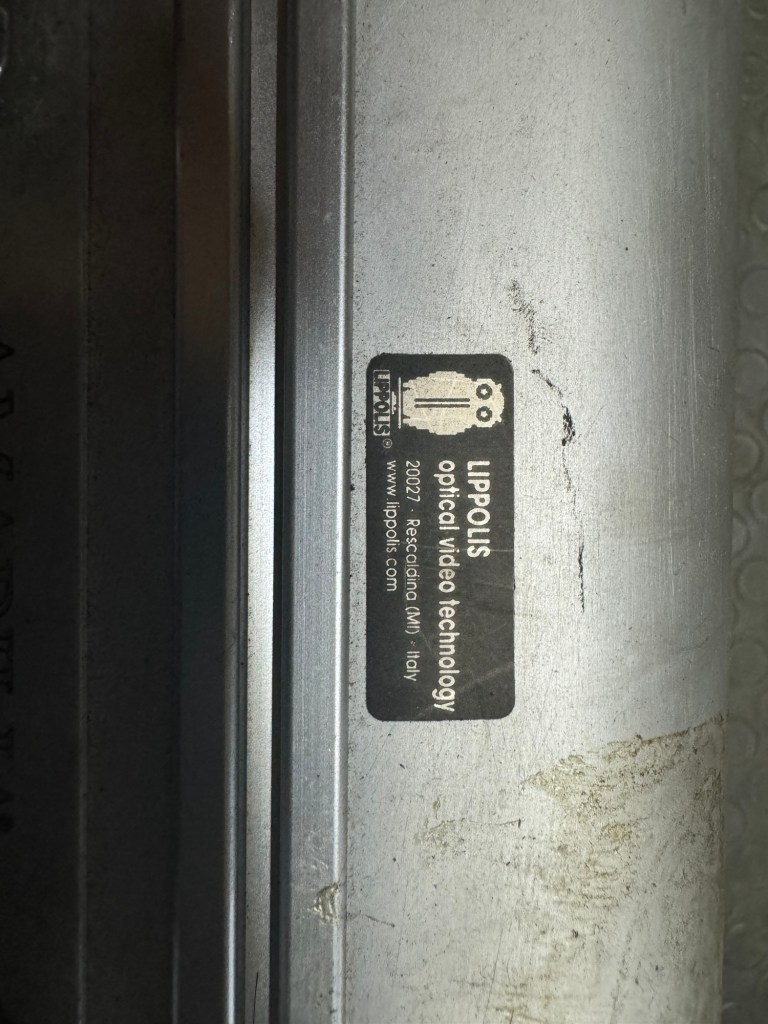 LIPPOLIS®
LIPPOLIS
optical video technology
20027 - Rescaldina (MI) - Italy
www.lippolis.com